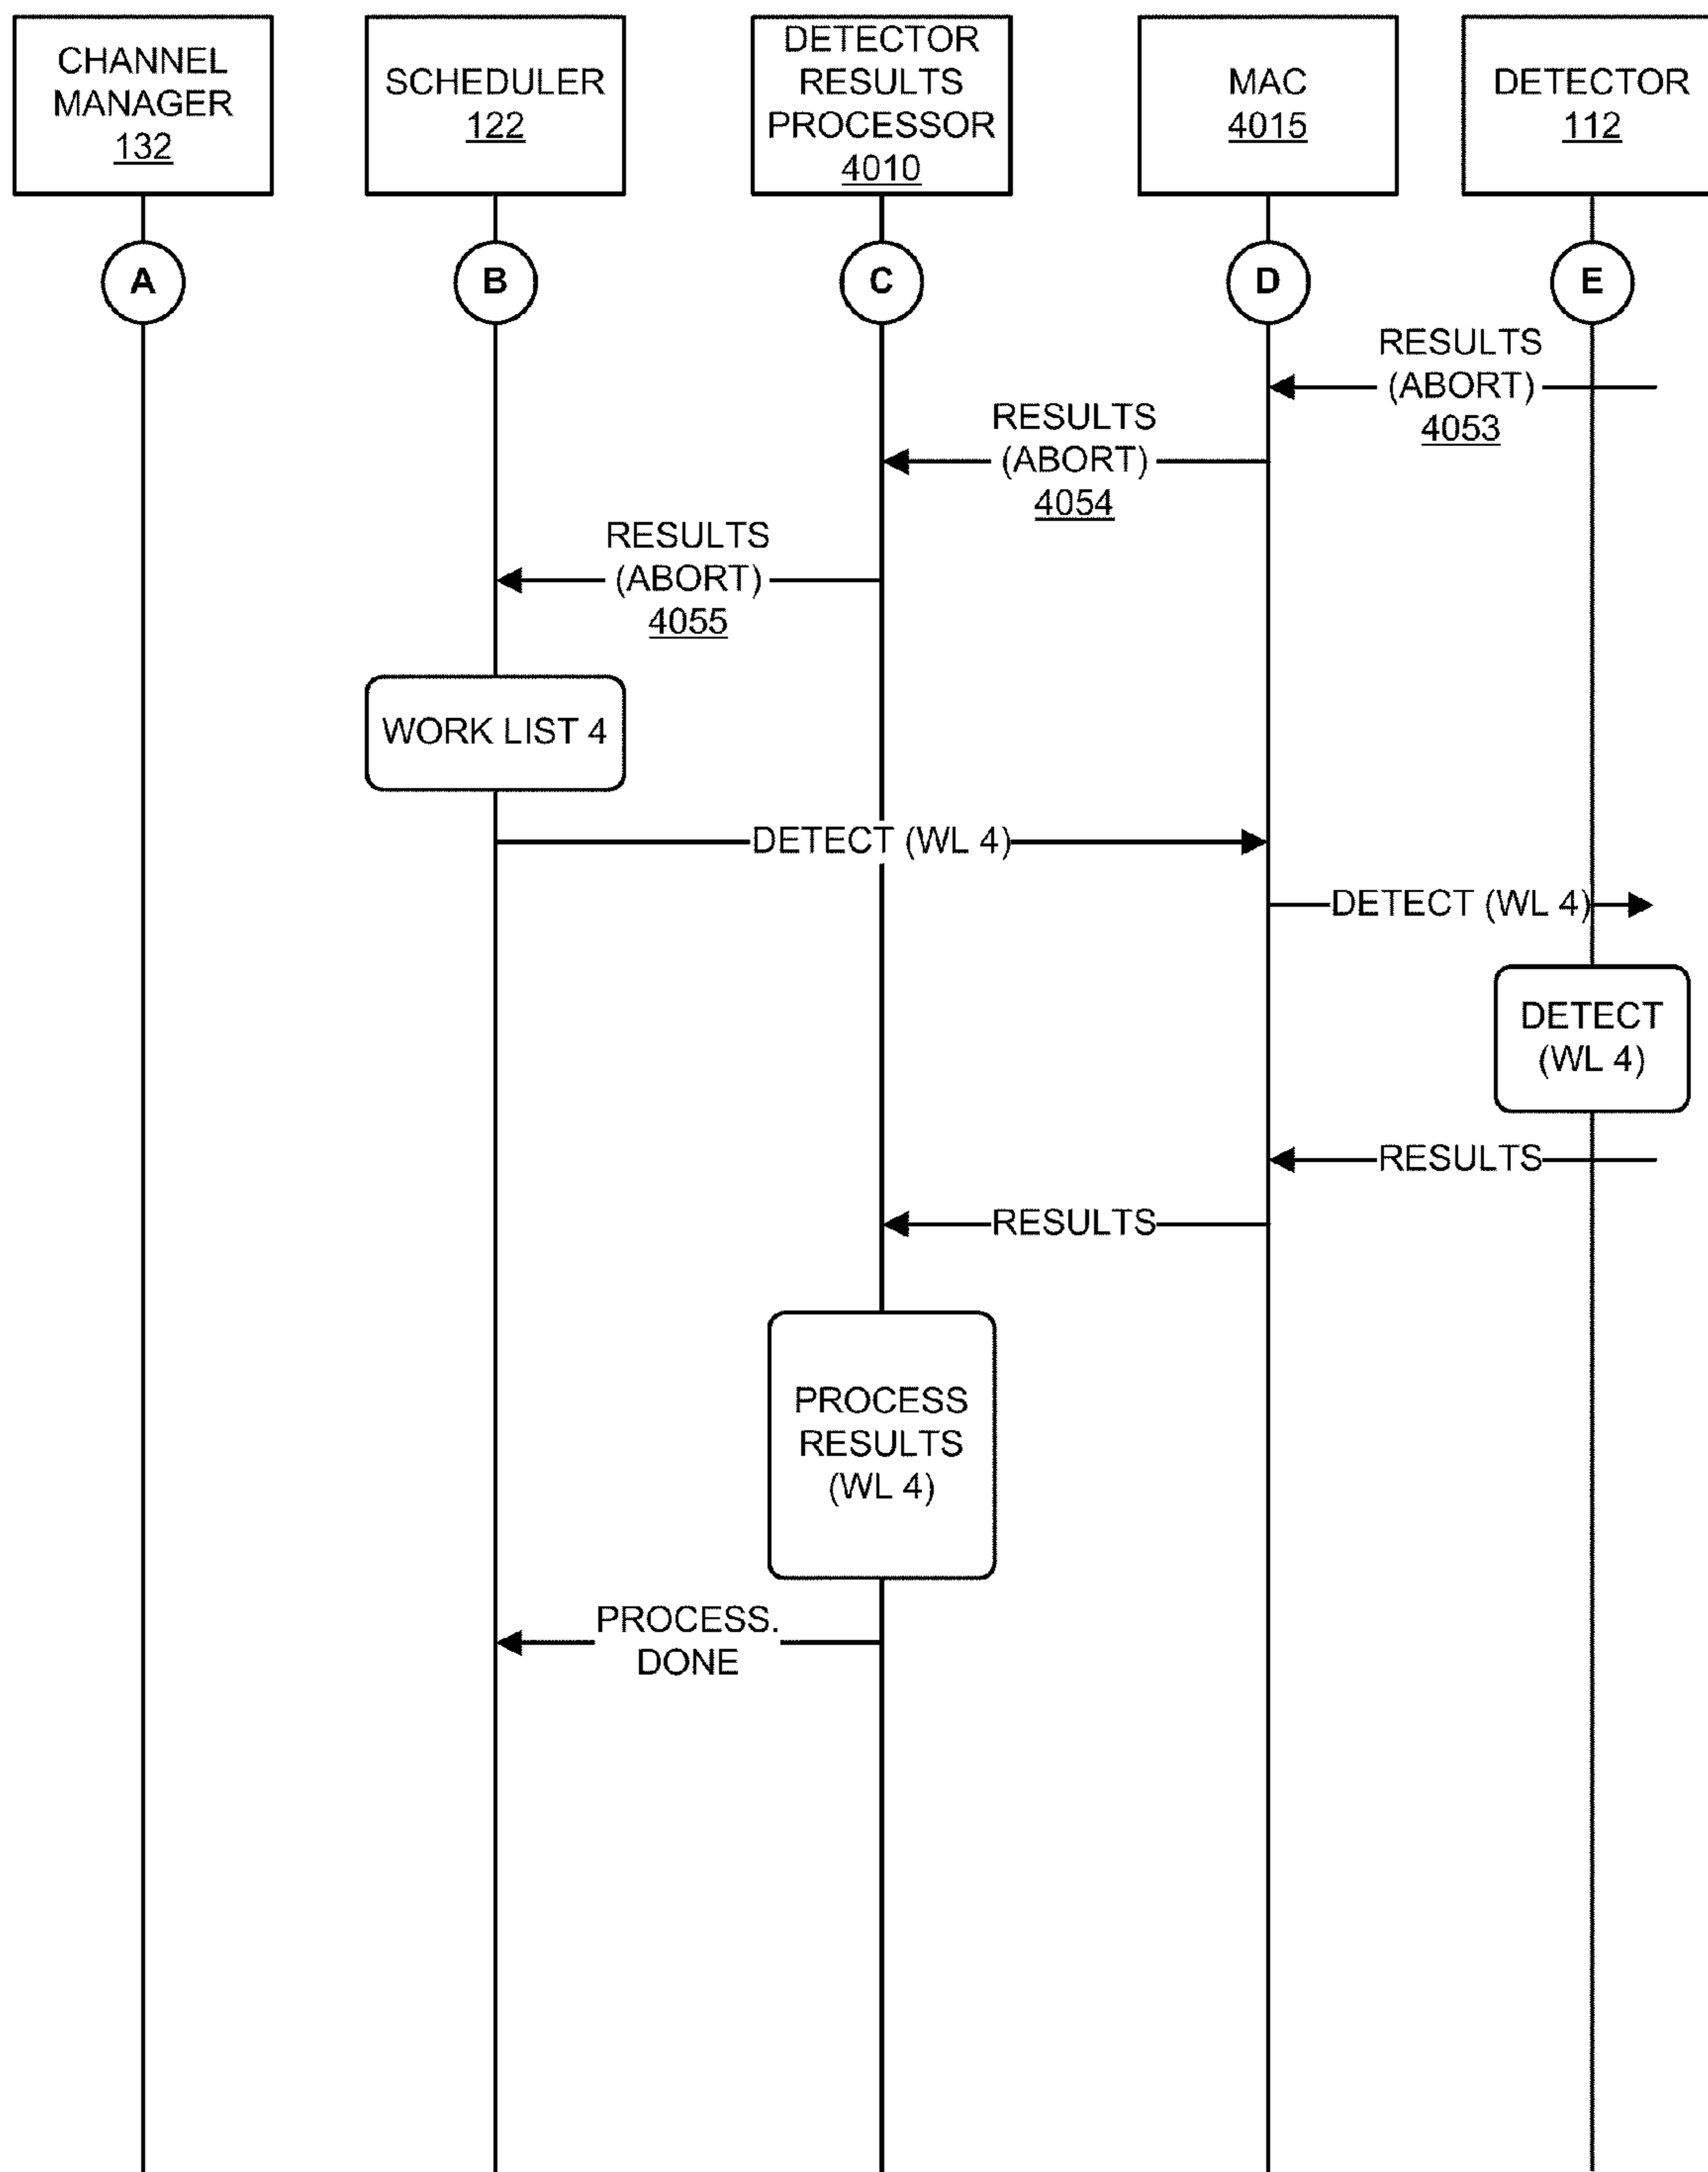 CHANNEL
MANAGER
132
SCHEDULER
122
DETECTOR
RESULTS
PROCESSOR
4010
MAC
4015
DETECTOR
112
A
B
C
D
E
RESULTS
(ABORT)
4053
RESULTS
(ABORT)
4054
RESULTS
(ABORT)
4055
WORK LIST 4
DETECT (WL 4)
DETECT (WL 4)
DETECT
(WL 4)
RESULTS
RESULTS
PROCESS
RESULTS
(WL 4)
PROCESS.
DONE